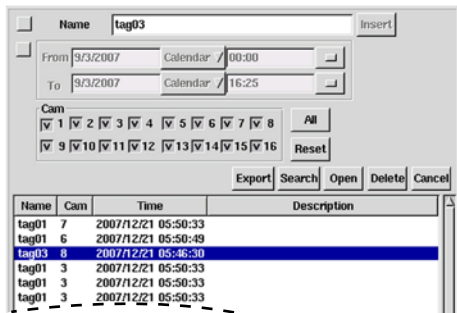 Name tag03 Insert
From 9/3/2007 Calendar / 00:00
To 9/3/2007 Calendar / 16:25
Cam
1 2 3 4 5 6 7 8 All
9 10 11 12 13 14 15 16 Reset
Export Search Open Delete Cancel
Name Cam Time Description
tag01 7 2007/12/21 05:50:33
tag01 6 2007/12/21 05:50:49
tag03 8 2007/12/21 05:46:30
tag01 3 2007/12/21 05:50:33
tag01 3 2007/12/21 05:50:33
tag01 3 2007/12/21 05:50:33